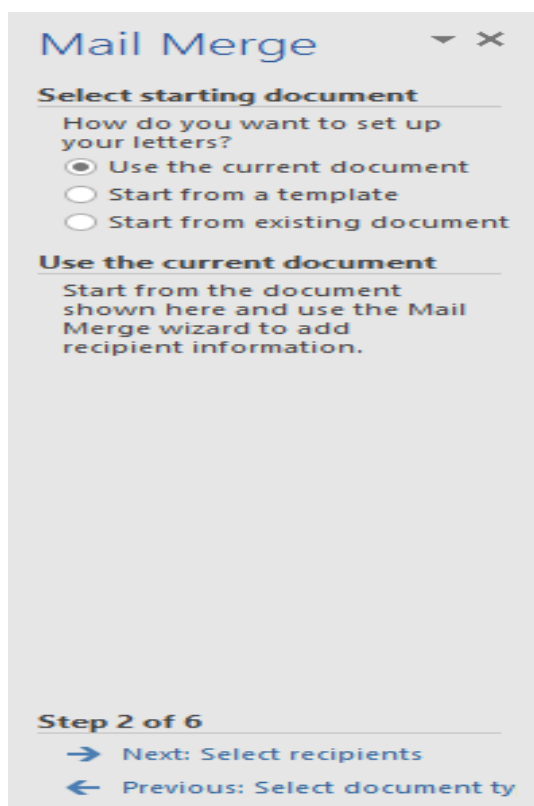 Mail Merge
Select starting document
How do you want to set up
your letters?
Use the current document
Start from a template
Start from existing document
Use the current document
Start from the document
shown here and use the Mail
Merge wizard to add
recipient information.
Step 2 of 6
Next: Select recipients
Previous: Select document ty